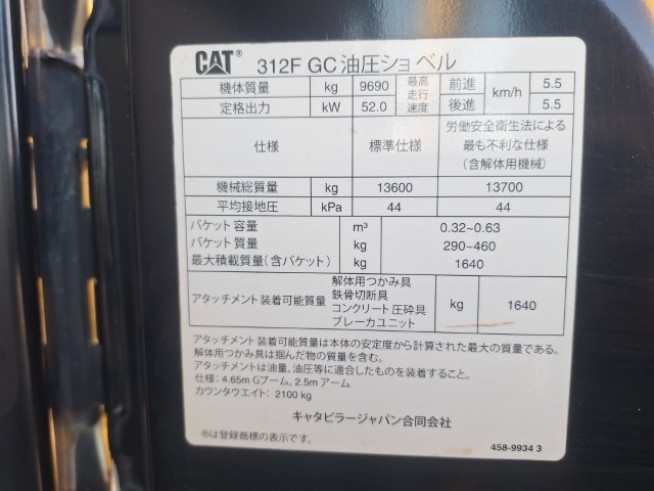 CAT® 312F GC 油圧ショベル
機体質量 kg 9690 最高走行速度 前進 km/h 5.5
定格出力 kW 52.0 後進 5.5
仕様 標準仕様 労働安全衛生法による
最も不利な仕様
(含解体用機械)
機械総質量 kg 13600 13700
平均接地圧 kPa 44 44
バケット容量 m³ 0.32~0.63
バケット質量 kg 290~460
最大積載質量(含バケット) kg 1640
アタッチメント装着可能質量 解体用つかみ具 kg 1640
鉄骨切断具
コンクリート圧砕具
ブレーカユニット
アタッチメント装着可能質量は本体の安定度から計算された最大の質量である。
解体用つかみ具は掴んだ物の質量を含む。
アタッチメントは油量、油圧等に適合したものを装着すること。
仕様: 4.65m Gブーム, 2.5m アーム
カウンタウエイト: 2100 kg
キャタピラージャパン合同会社
®は登録商標の表示です。
458-9934 3